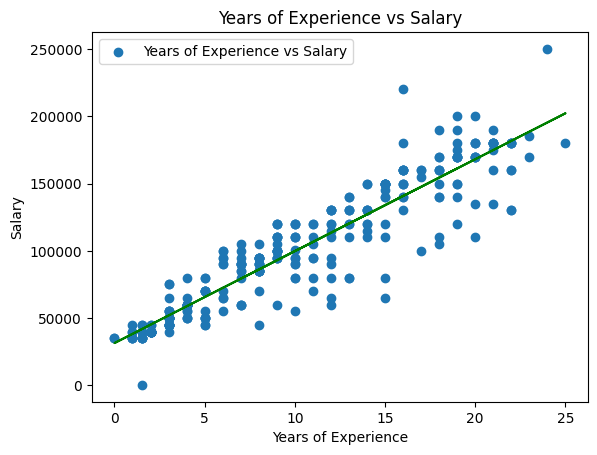 Years of Experience vs Salary
Years of Experience vs Salary
250000
200000
150000
100000
50000
0
Salary
0 5 10 15 20 25
Years of Experience